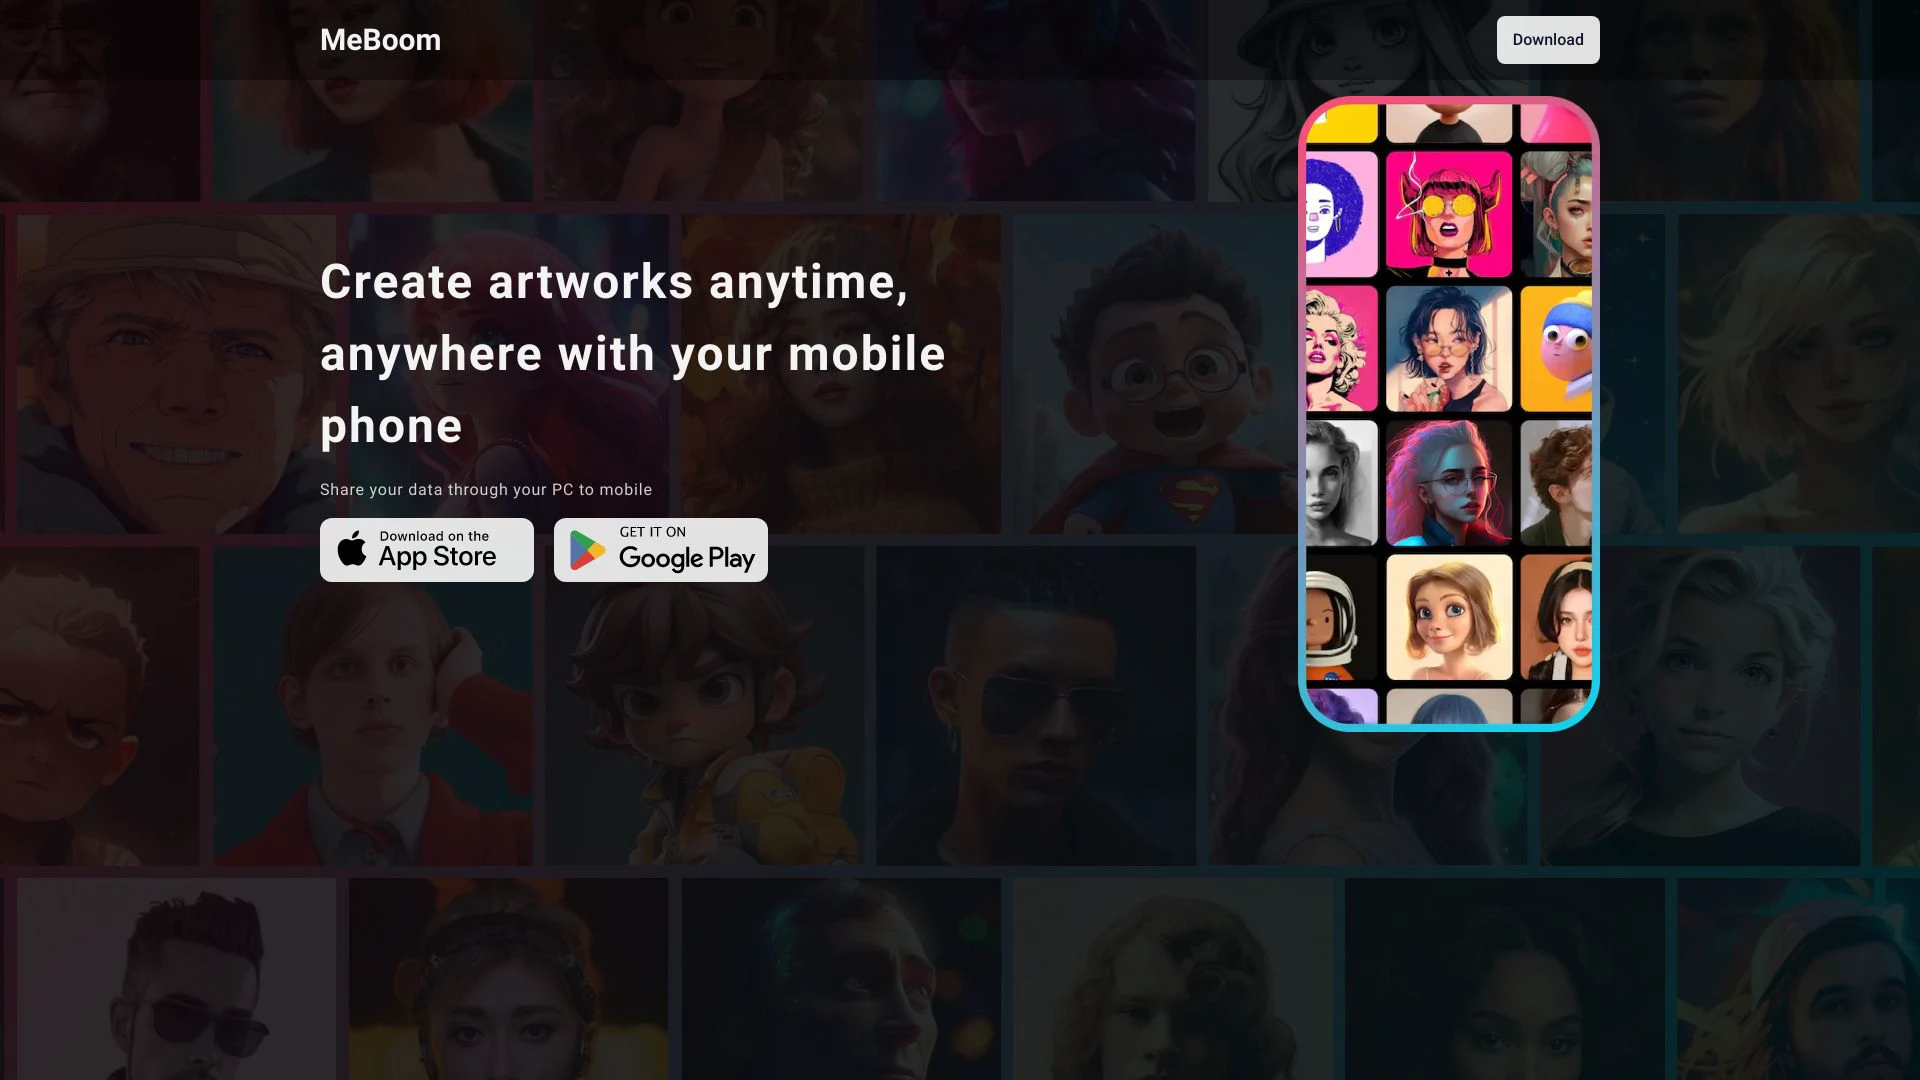 MeBoom
Download
Create artworks anytime,
anywhere with your mobile
phone
Share your data through your PC to mobile
Download on the
App Store
GET IT ON
Google Play